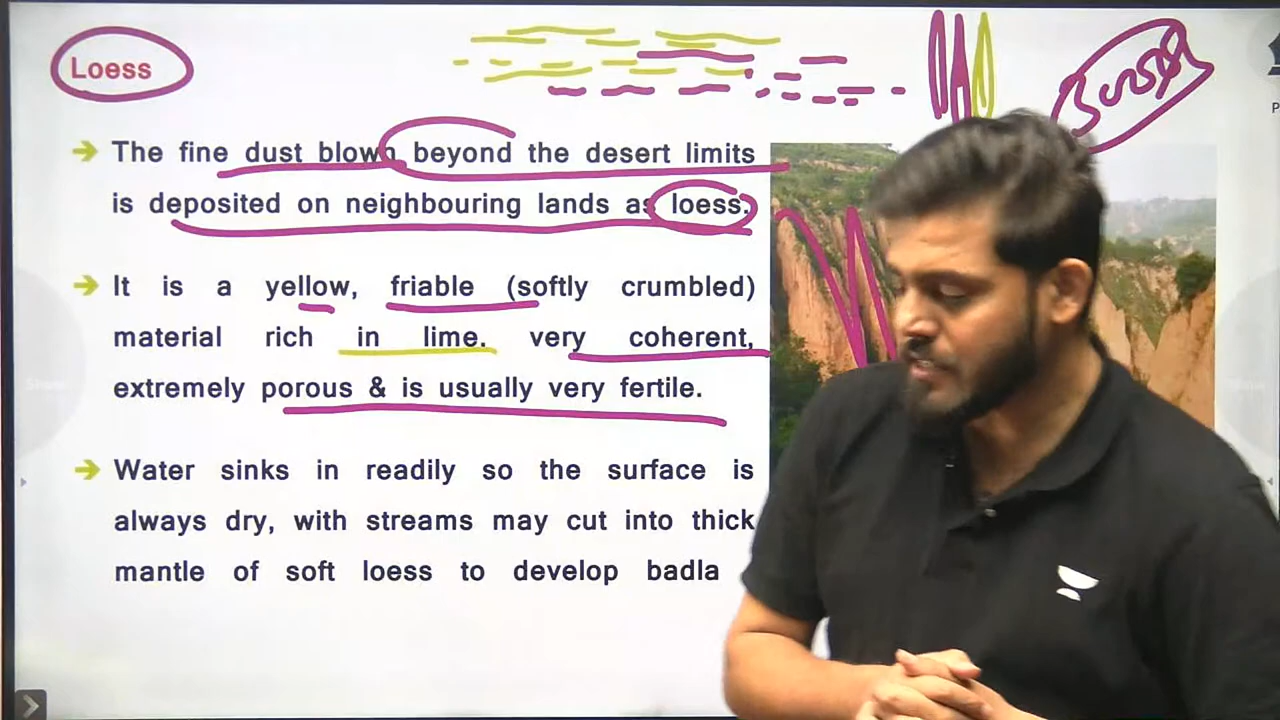 Loess
→ The fine dust blown beyond the desert limits
is deposited on neighbouring lands as loess.
→ It is a yellow, friable (softly crumbled)
material rich in lime. very coherent,
extremely porous & is usually very fertile.
→ Water sinks in readily so the surface is
always dry, with streams may cut into thick
mantle of soft loess to develop badla